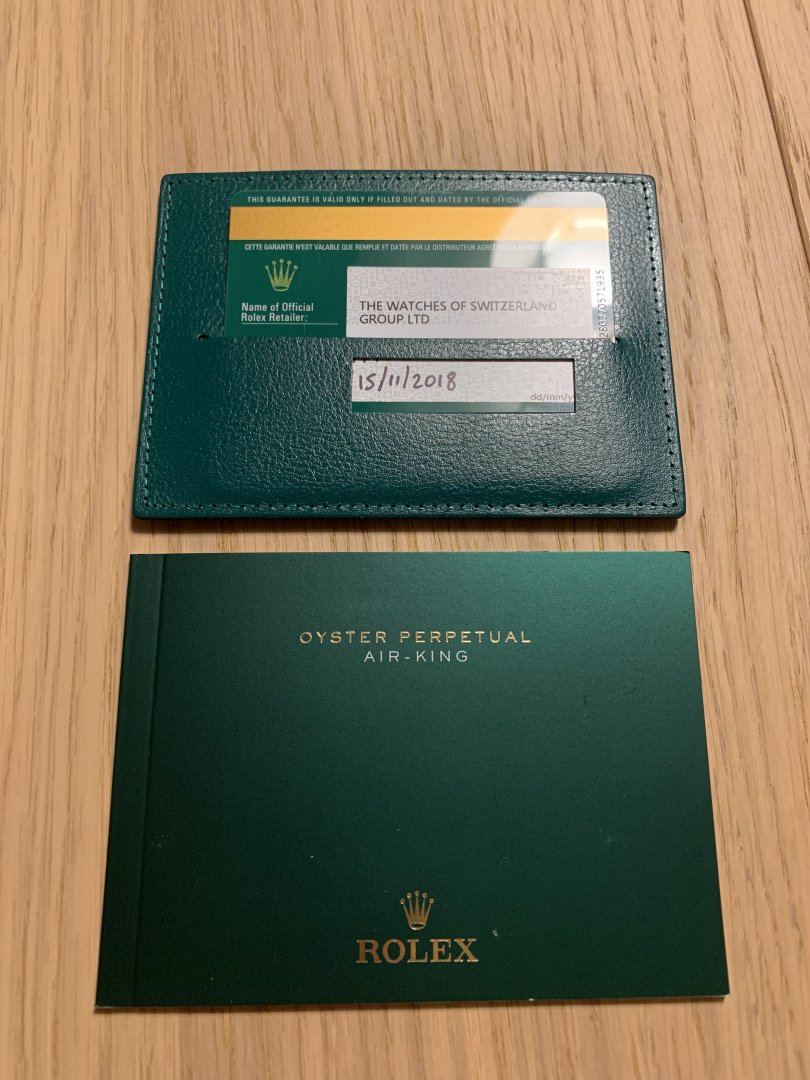 THIS GUARANTEE IS VALID ONLY IF FILLED OUT AND DATED BY THE OFFICIAL ROLEX
CETTE GARANTIE N'EST VALABLE QUE REMPLIE ET DATÉE PAR LE DISTRIBUTEUR AGRÉÉ
Name of Official
Rolex Retailer:
THE WATCHES OF SWITZERLAND
GROUP LTD
15/11/2018
dd/mm/y
OYSTER PERPETUAL
AIR-KING
ROLEX